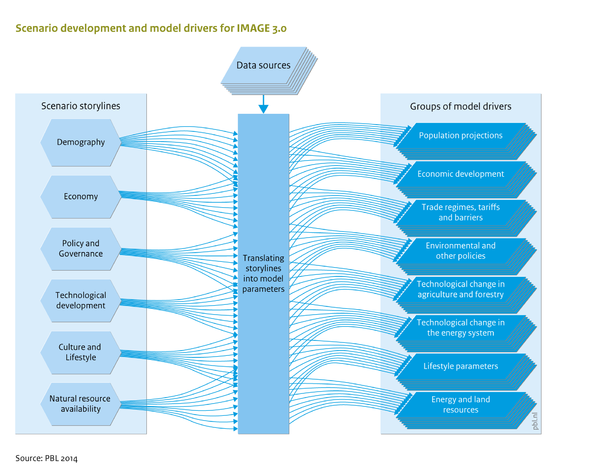 Scenario development and model drivers for IMAGE 3.0
Data sources
Scenario storylines
Demography
Economy
Policy and
Governance
Technological
development
Culture and
Lifestyle
Natural resource
availability
Translating
storylines
into model
parameters
Groups of model drivers
Population projections
Economic development
Trade regimes, tariffs
and barriers
Environmental and
other policies
Technological change in
agriculture and forestry
Technological change in
the energy system
Lifestyle parameters
Energy and land
resources
pbl.nl
Source: PBL 2014